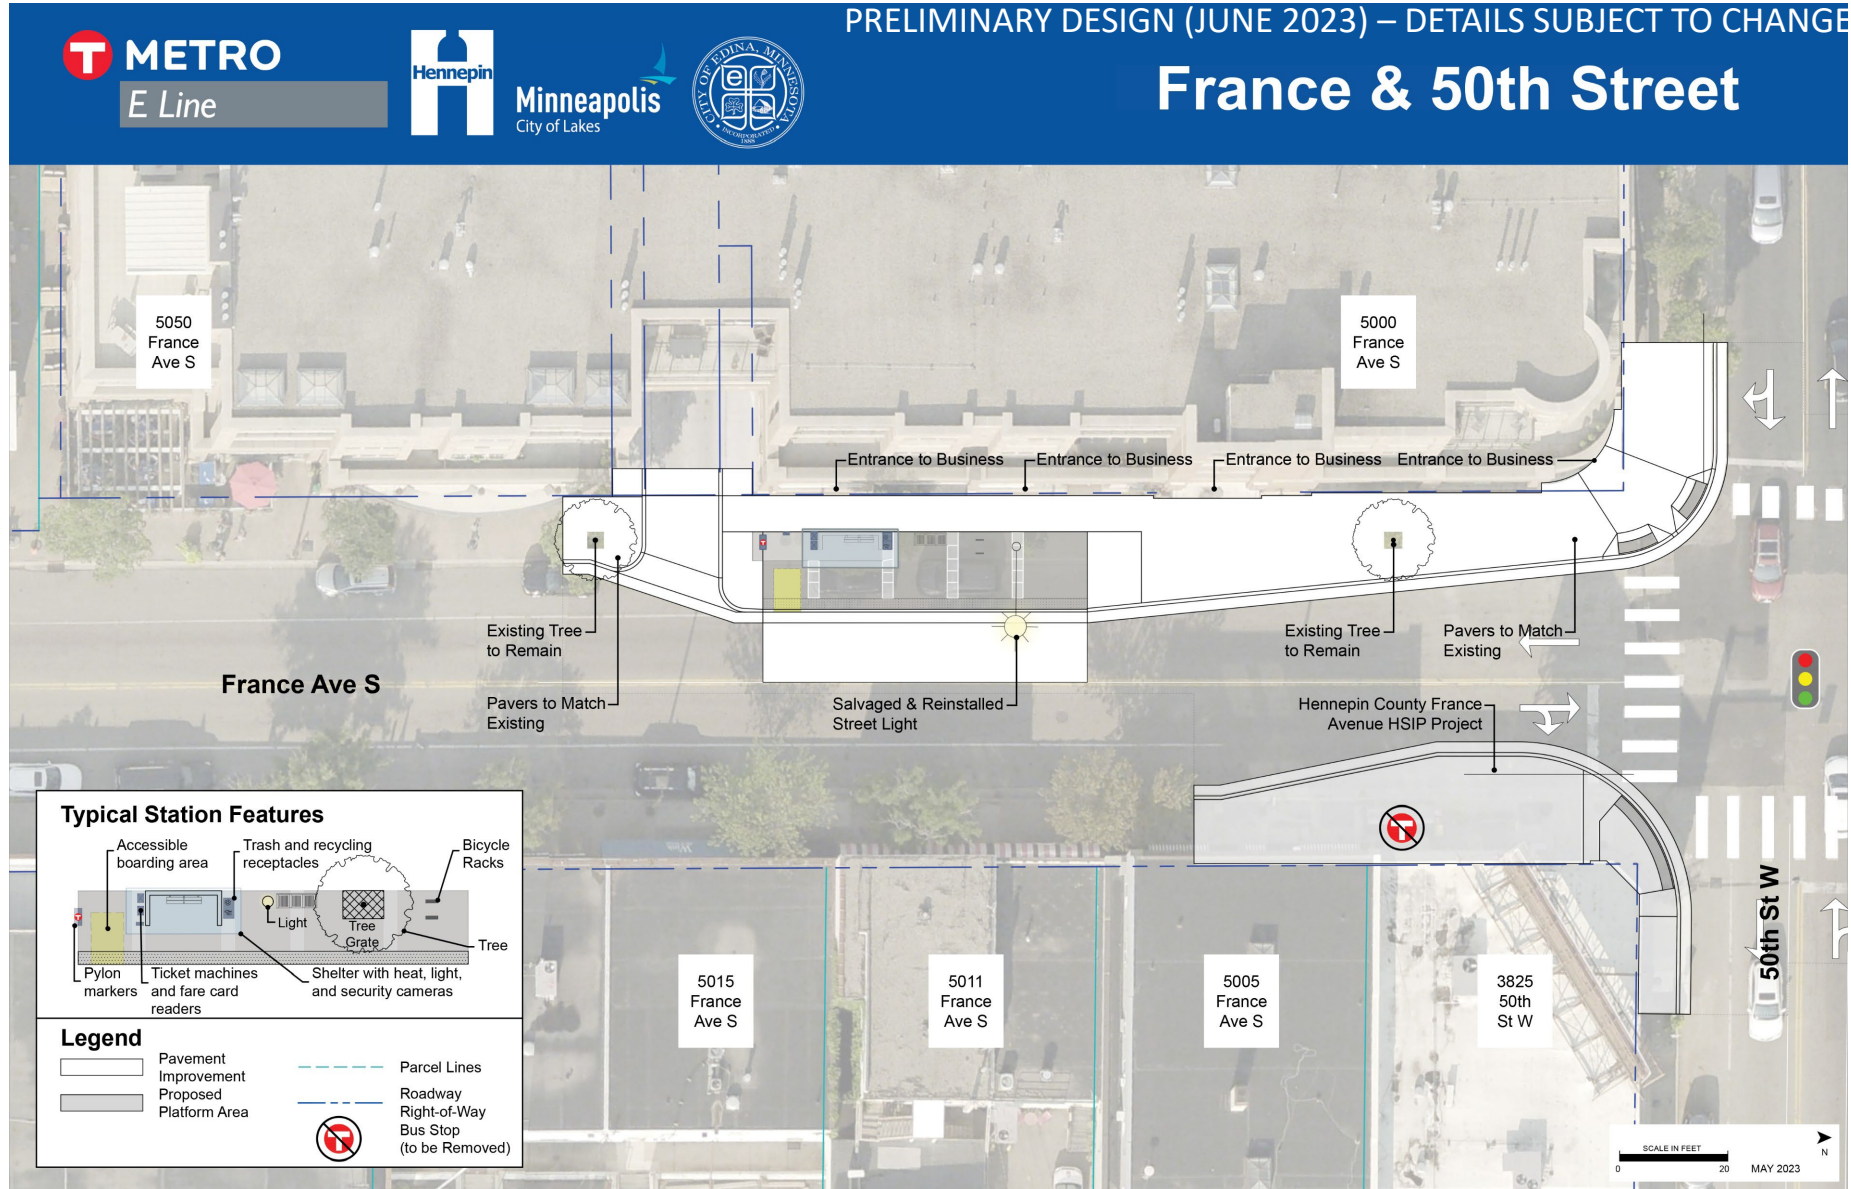 PRELIMINARY DESIGN (JUNE 2023) – DETAILS SUBJECT TO CHANGE
T METRO
E Line
Hennepin
Minneapolis
City of Lakes
CITY OF EDINA, MINNESOTA
e
INCORPORATED
1888
France & 50th Street
5050
France
Ave S
5000
France
Ave S
Entrance to Business
Entrance to Business
Entrance to Business
Entrance to Business
T
Existing Tree
to Remain
Existing Tree
to Remain
Pavers to Match
Existing
France Ave S
Pavers to Match
Existing
Salvaged & Reinstalled
Street Light
Hennepin County France
Avenue HSIP Project
T
Typical Station Features
Accessible
boarding area
Trash and recycling
receptacles
Bicycle
Racks
T
Light
Tree
Grate
Tree
Pylon
markers
Ticket machines
and fare card
readers
Shelter with heat, light,
and security cameras
Legend
Pavement
Improvement
Proposed
Platform Area
Parcel Lines
Roadway
Right-of-Way
T
Bus Stop
(to be Removed)
5015
France
Ave S
5011
France
Ave S
5005
France
Ave S
3825
50th
St W
50th St W
SCALE IN FEET
0 20
MAY 2023
N